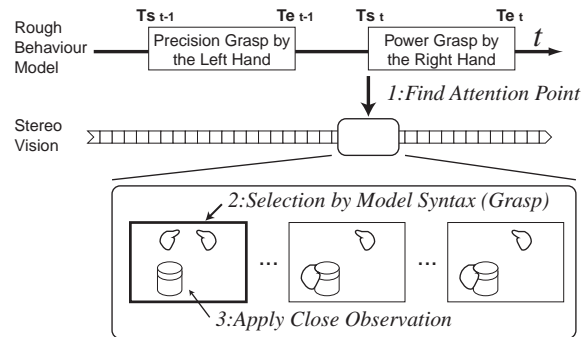 Ts t-1 Te t-1 Ts t Te t
Rough
Behaviour
Model
Precision Grasp by
the Left Hand
Power Grasp by
the Right Hand
t
1:Find Attention Point
Stereo
Vision
2:Selection by Model Syntax (Grasp)
... ...
3:Apply Close Observation